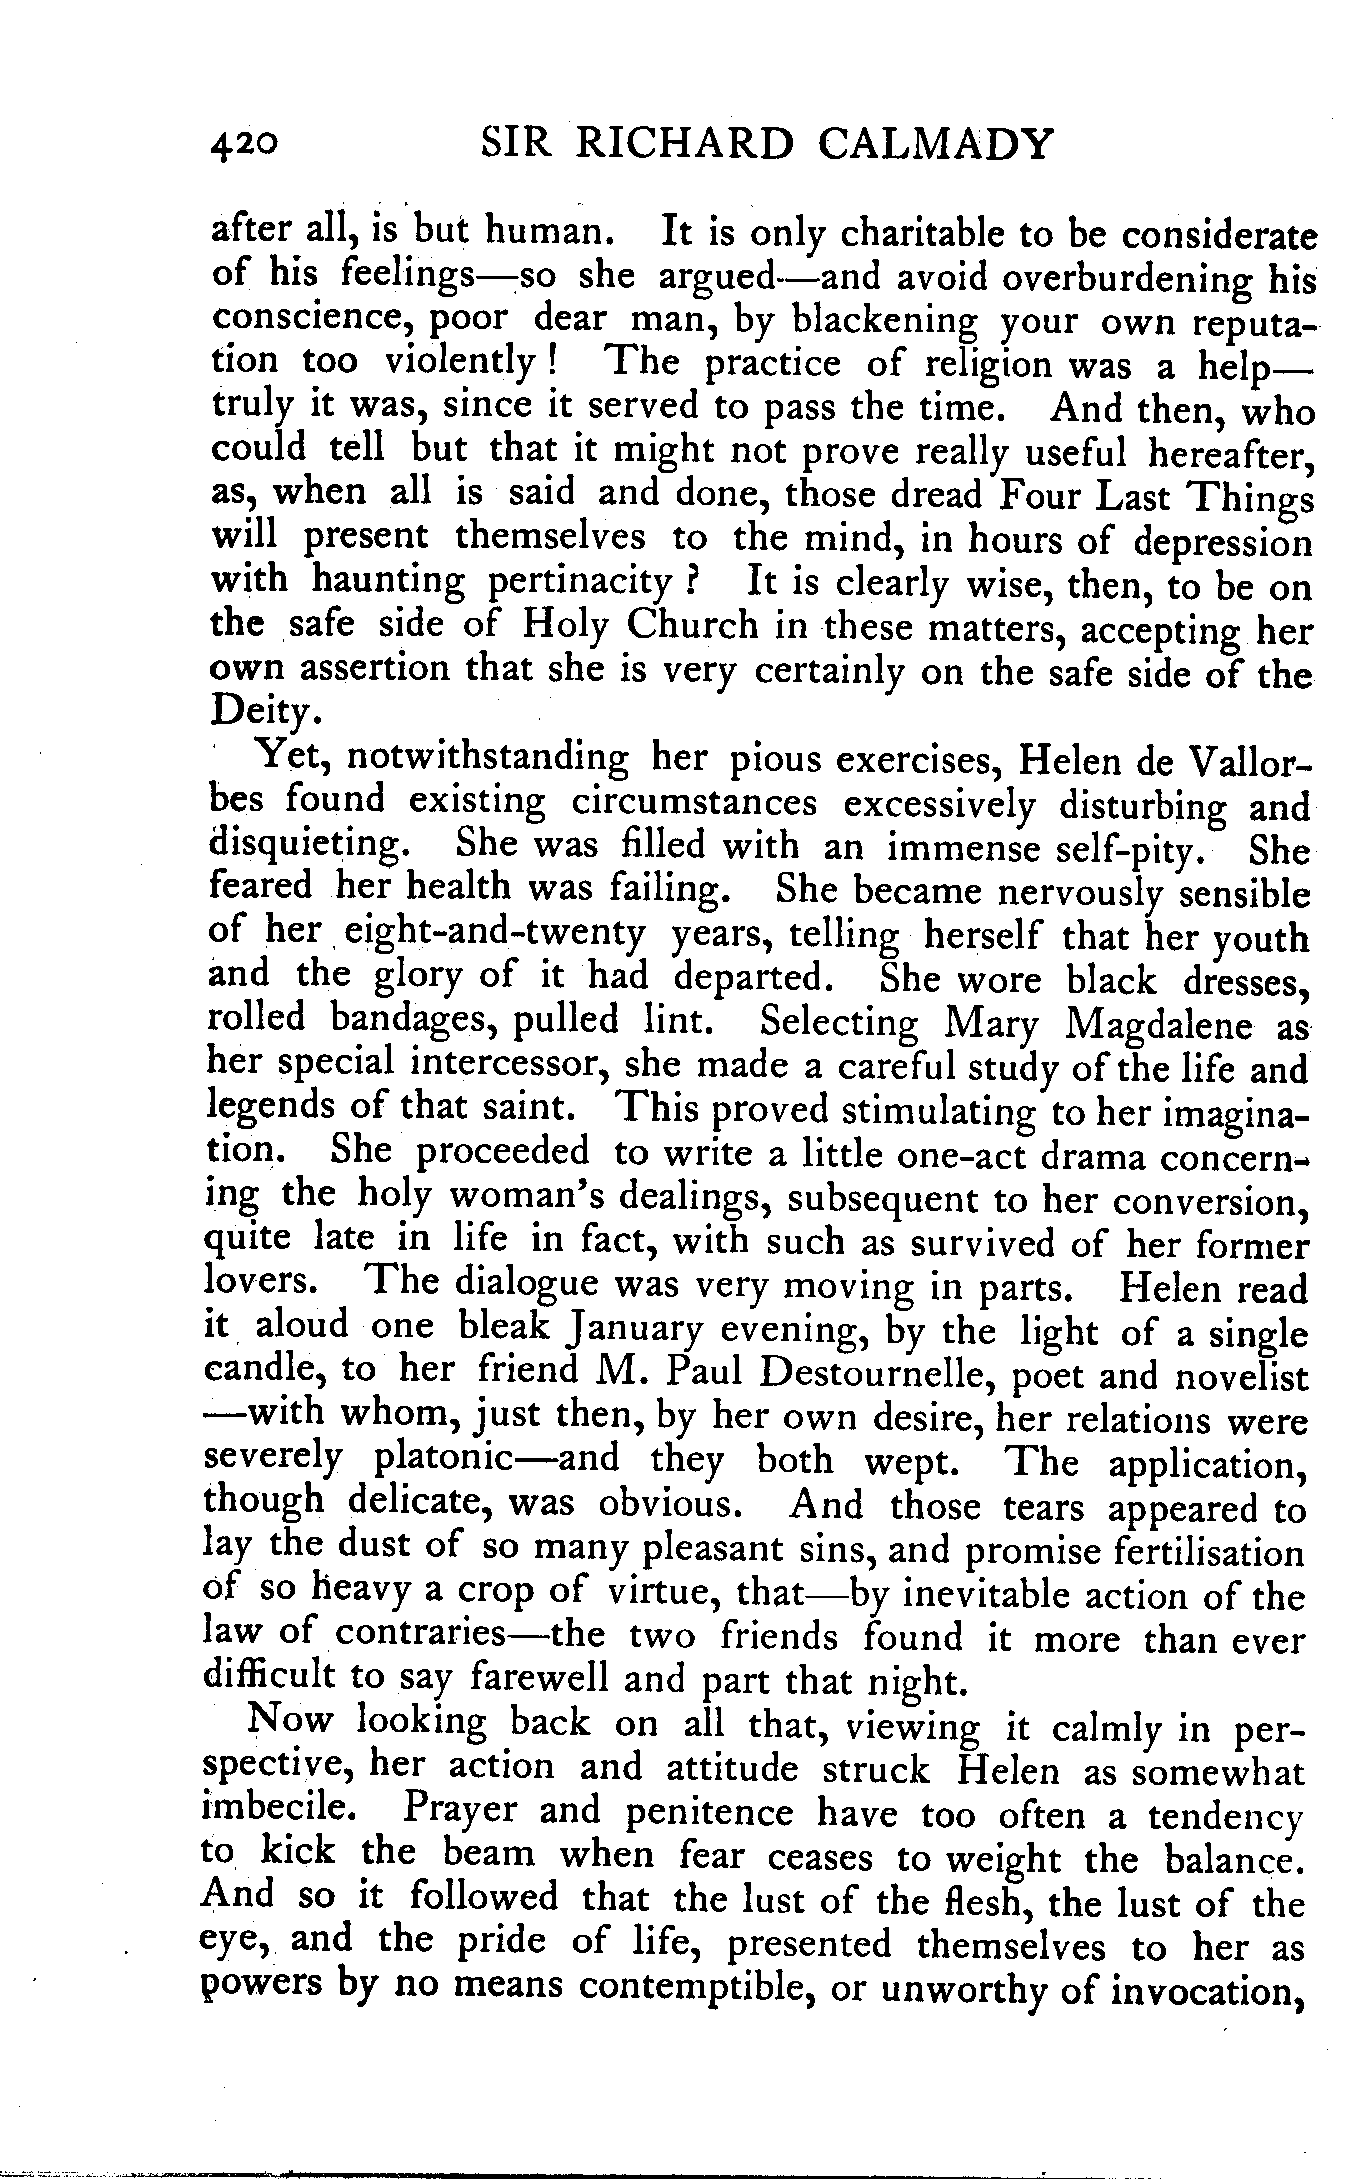 420 SIR RICHARD CALMADY
after all, is but human. It is only charitable to be considerate
of his feelings—so she argued—and avoid overburdening his
conscience, poor dear man, by blackening your own reputa-
tion too violently! The practice of religion was a help—
truly it was, since it served to pass the time. And then, who
could tell but that it might not prove really useful hereafter,
as, when all is said and done, those dread Four Last Things
will present themselves to the mind, in hours of depression
with haunting pertinacity? It is clearly wise, then, to be on
the safe side of Holy Church in these matters, accepting her
own assertion that she is very certainly on the safe side of the
Deity.
Yet, notwithstanding her pious exercises, Helen de Vallor-
bes found existing circumstances excessively disturbing and
disquieting. She was filled with an immense self-pity. She
feared her health was failing. She became nervously sensible
of her eight-and-twenty years, telling herself that her youth
and the glory of it had departed. She wore black dresses,
rolled bandages, pulled lint. Selecting Mary Magdalene as
her special intercessor, she made a careful study of the life and
legends of that saint. This proved stimulating to her imagina-
tion. She proceeded to write a little one-act drama concern-
ing the holy woman's dealings, subsequent to her conversion,
quite late in life in fact, with such as survived of her former
lovers. The dialogue was very moving in parts. Helen read
it aloud one bleak January evening, by the light of a single
candle, to her friend M. Paul Destournelle, poet and novelist
—with whom, just then, by her own desire, her relations were
severely platonic—and they both wept. The application,
though delicate, was obvious. And those tears appeared to
lay the dust of so many pleasant sins, and promise fertilisation
of so heavy a crop of virtue, that—by inevitable action of the
law of contraries—the two friends found it more than ever
difficult to say farewell and part that night.
Now looking back on all that, viewing it calmly in per-
spective, her action and attitude struck Helen as somewhat
imbecile. Prayer and penitence have too often a tendency
to kick the beam when fear ceases to weight the balance.
And so it followed that the lust of the flesh, the lust of the
eye, and the pride of life, presented themselves to her as
powers by no means contemptible, or unworthy of invocation,